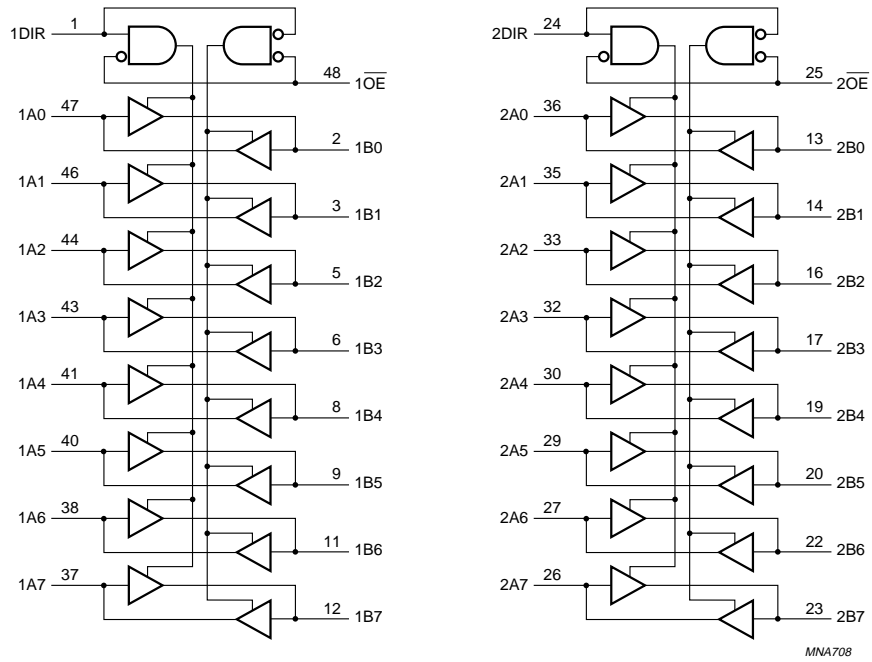 1DIR 1
48 1OE
1A0 47
2 1B0
1A1 46
3 1B1
1A2 44
5 1B2
1A3 43
6 1B3
1A4 41
8 1B4
1A5 40
9 1B5
1A6 38
11 1B6
1A7 37
12 1B7
2DIR 24
25 2OE
2A0 36
13 2B0
2A1 35
14 2B1
2A2 33
16 2B2
2A3 32
17 2B3
2A4 30
19 2B4
2A5 29
20 2B5
2A6 27
22 2B6
2A7 26
23 2B7
MNA708